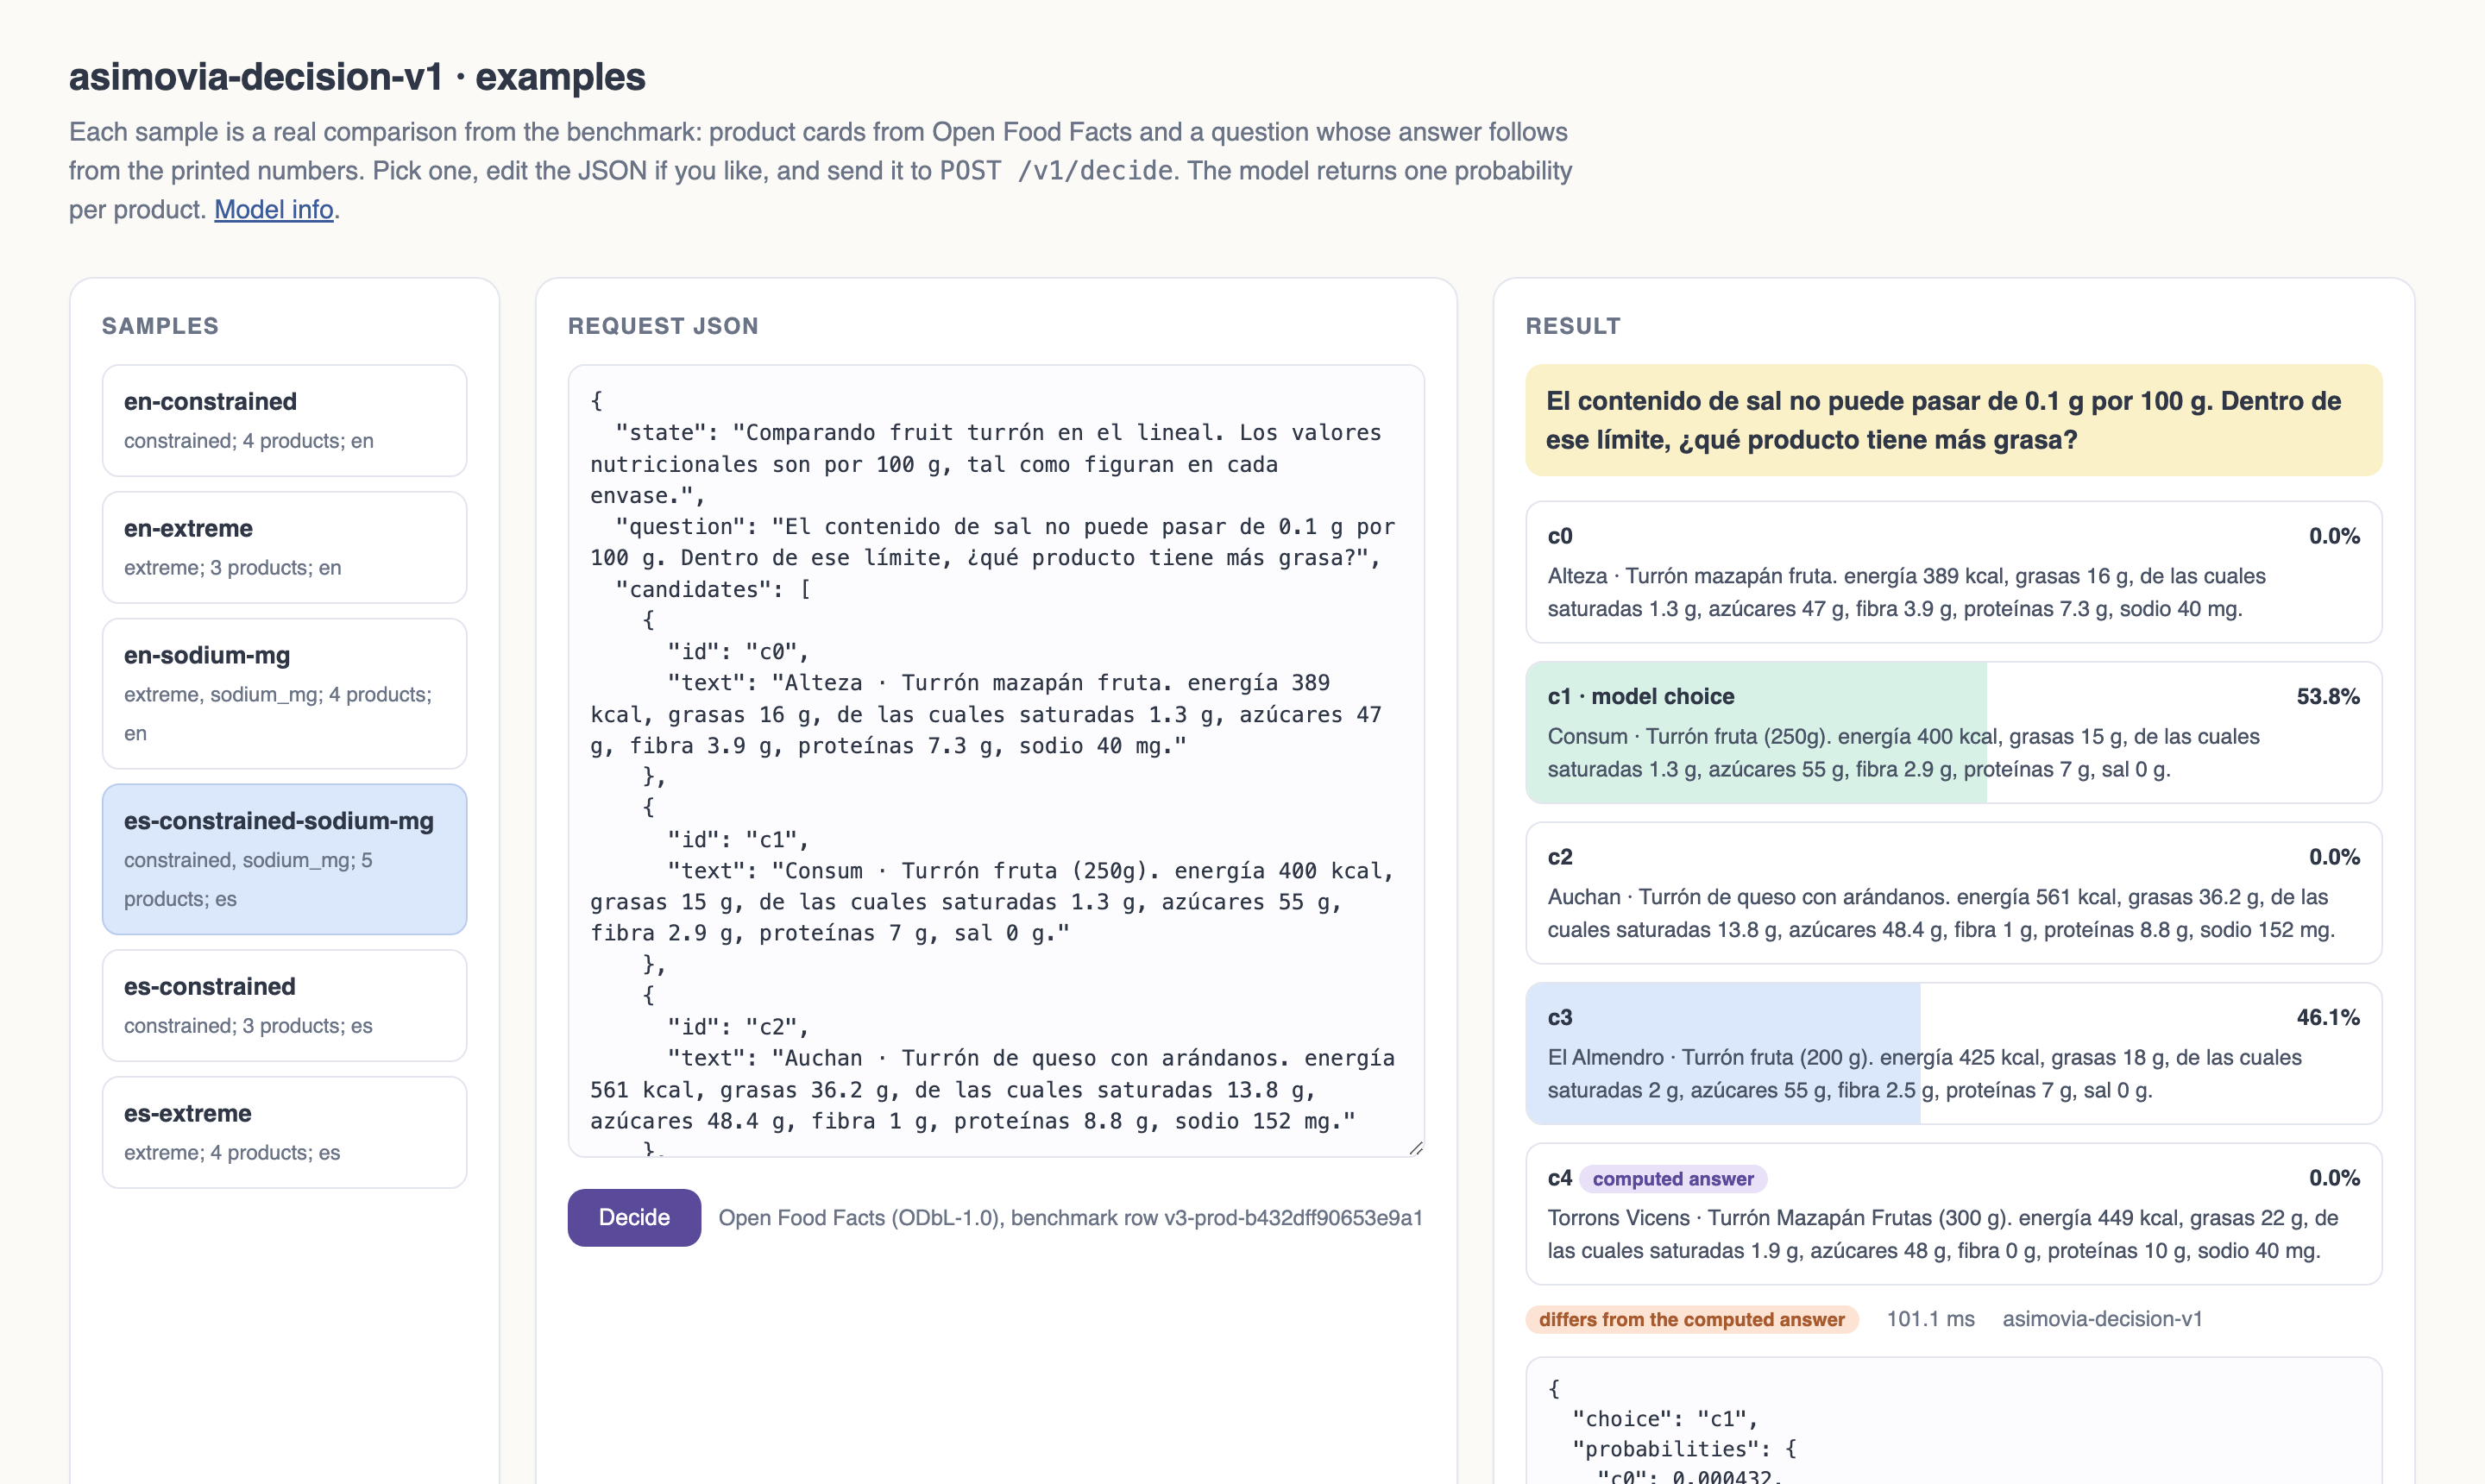 asimovia-decision-v1 · examples
Each sample is a real comparison from the benchmark: product cards from Open Food Facts and a question whose answer follows
from the printed numbers. Pick one, edit the JSON if you like, and send it to POST /v1/decide. The model returns one probability
per product. Model info.
SAMPLES
en-constrained
constrained; 4 products; en
en-extreme
extreme; 3 products; en
en-sodium-mg
extreme, sodium_mg; 4 products;
en
es-constrained-sodium-mg
constrained, sodium_mg; 5
products; es
es-constrained
constrained; 3 products; es
es-extreme
extreme; 4 products; es
REQUEST JSON
{
"state": "Comparando fruit turrón en el lineal. Los valores
nutricionales son por 100 g, tal como figuran en cada
envase.",
"question": "El contenido de sal no puede pasar de 0.1 g por
100 g. Dentro de ese límite, ¿qué producto tiene más grasa?",
"candidates": [
{
"id": "c0",
"text": "Alteza · Turrón mazapán fruta. energía 389
kcal, grasas 16 g, de las cuales saturadas 1.3 g, azúcares 47
g, fibra 3.9 g, proteínas 7.3 g, sodio 40 mg."
},
{
"id": "c1",
"text": "Consum · Turrón fruta (250g). energía 400 kcal,
grasas 15 g, de las cuales saturadas 1.3 g, azúcares 55 g,
fibra 2.9 g, proteínas 7 g, sal 0 g."
},
{
"id": "c2",
"text": "Auchan · Turrón de queso con arándanos. energía
561 kcal, grasas 36.2 g, de las cuales saturadas 13.8 g,
azúcares 48.4 g, fibra 1 g, proteínas 8.8 g, sodio 152 mg."
},
Decide
Open Food Facts (ODbL-1.0), benchmark row v3-prod-b432dff90653e9a1
RESULT
El contenido de sal no puede pasar de 0.1 g por 100 g. Dentro de
ese límite, ¿qué producto tiene más grasa?
c0 0.0%
Alteza · Turrón mazapán fruta. energía 389 kcal, grasas 16 g, de las cuales
saturadas 1.3 g, azúcares 47 g, fibra 3.9 g, proteínas 7.3 g, sodio 40 mg.
c1 · model choice 53.8%
Consum · Turrón fruta (250g). energía 400 kcal, grasas 15 g, de las cuales
saturadas 1.3 g, azúcares 55 g, fibra 2.9 g, proteínas 7 g, sal 0 g.
c2 0.0%
Auchan · Turrón de queso con arándanos. energía 561 kcal, grasas 36.2 g, de las
cuales saturadas 13.8 g, azúcares 48.4 g, fibra 1 g, proteínas 8.8 g, sodio 152 mg.
c3 46.1%
El Almendro · Turrón fruta (200 g). energía 425 kcal, grasas 18 g, de las cuales
saturadas 2 g, azúcares 55 g, fibra 2.5 g, proteínas 7 g, sal 0 g.
c4 computed answer 0.0%
Torrons Vicens · Turrón Mazapán Frutas (300 g). energía 449 kcal, grasas 22 g, de
las cuales saturadas 1.9 g, azúcares 48 g, fibra 0 g, proteínas 10 g, sodio 40 mg.
differs from the computed answer 101.1 ms asimovia-decision-v1
{
"choice": "c1",
"probabilities": {
"c0": 0.000432,